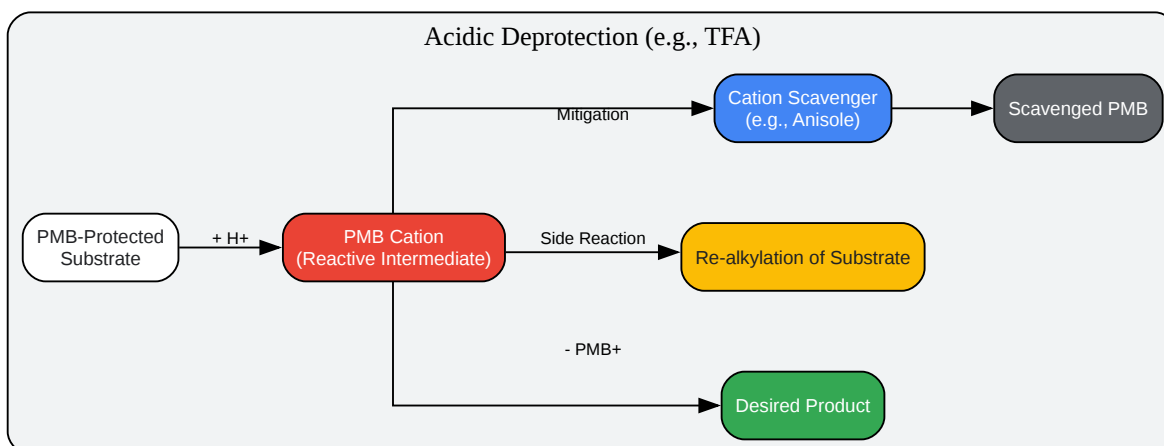 Acidic Deprotection (e.g., TFA)
Cation Scavenger
(e.g., Anisole)
Scavenged PMB
Mitigation
PMB-Protected
Substrate
+ H+
PMB Cation
(Reactive Intermediate)
Side Reaction
Re-alkylation of Substrate
- PMB+
Desired Product